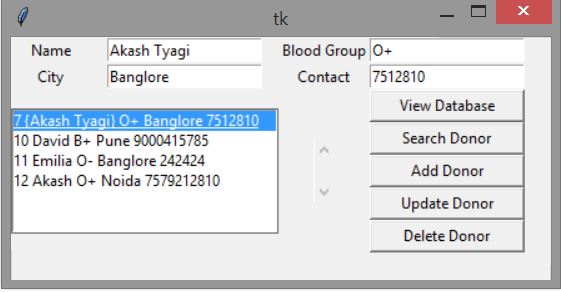 tk
Name Akash Tyagi Blood Group O+
City Banglore Contact 7512810
View Database
7 {Akash Tyagi} O+ Banglore 7512810
10 David B+ Pune 9000415785
Search Donor
11 Emilia O- Banglore 242424
12 Akash O+ Noida 7579212810
Add Donor
Update Donor
Delete Donor